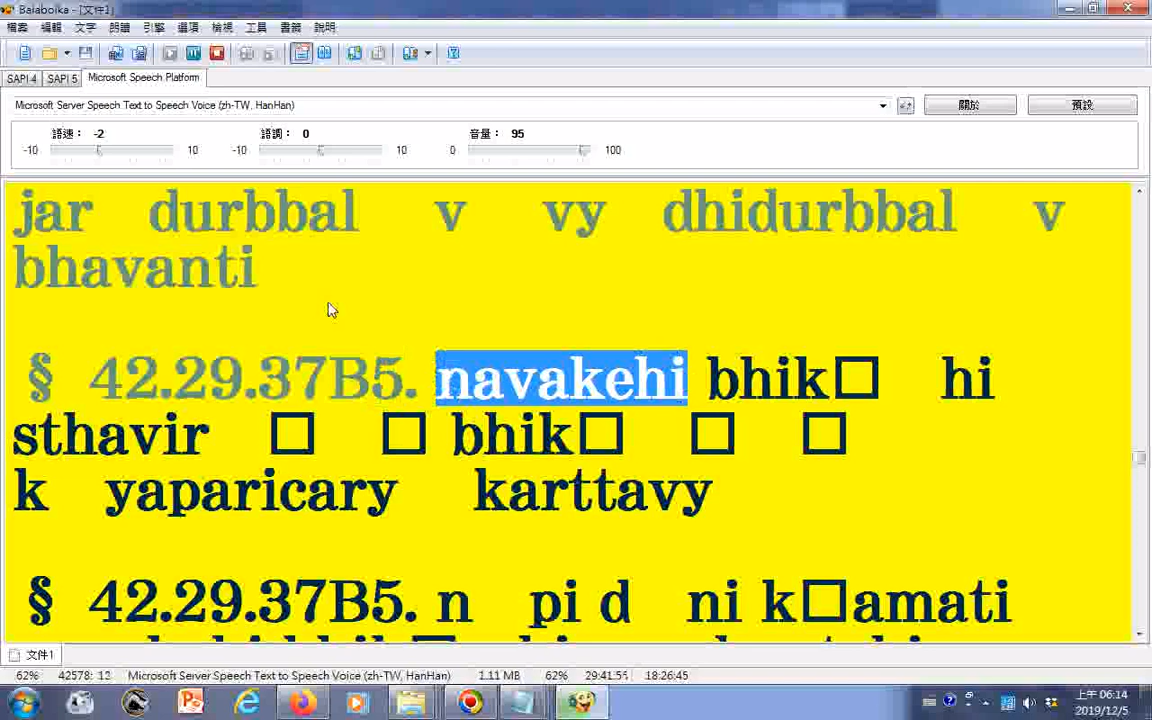 Balabolka - [文件1]
檔案 編輯 文字 朗讀 引擎 選項 檢視 工具 書籤 說明
SAPI 4 SAPI 5 Microsoft Speech Platform
Microsoft Server Speech Text to Speech Voice (zh-TW, HanHan) 關於 預設
語速： -2 語調： 0 音量： 95
-10 10 -10 10 0 100
jar durbbal v vy dhidurbbal v
bhavanti
§ 42.29.37B5. navakehi bhik□ hi
sthavir □ □ bhik□ □ □
k yaparicary karttavy
§ 42.29.37B5. n pi d ni k□amati
文件1
62% 42578: 12 Microsoft Server Speech Text to Speech Voice (zh-TW, HanHan) 1.11 MB 62% 29:41:55 18:26:45
上午 06:14
2019/12/5